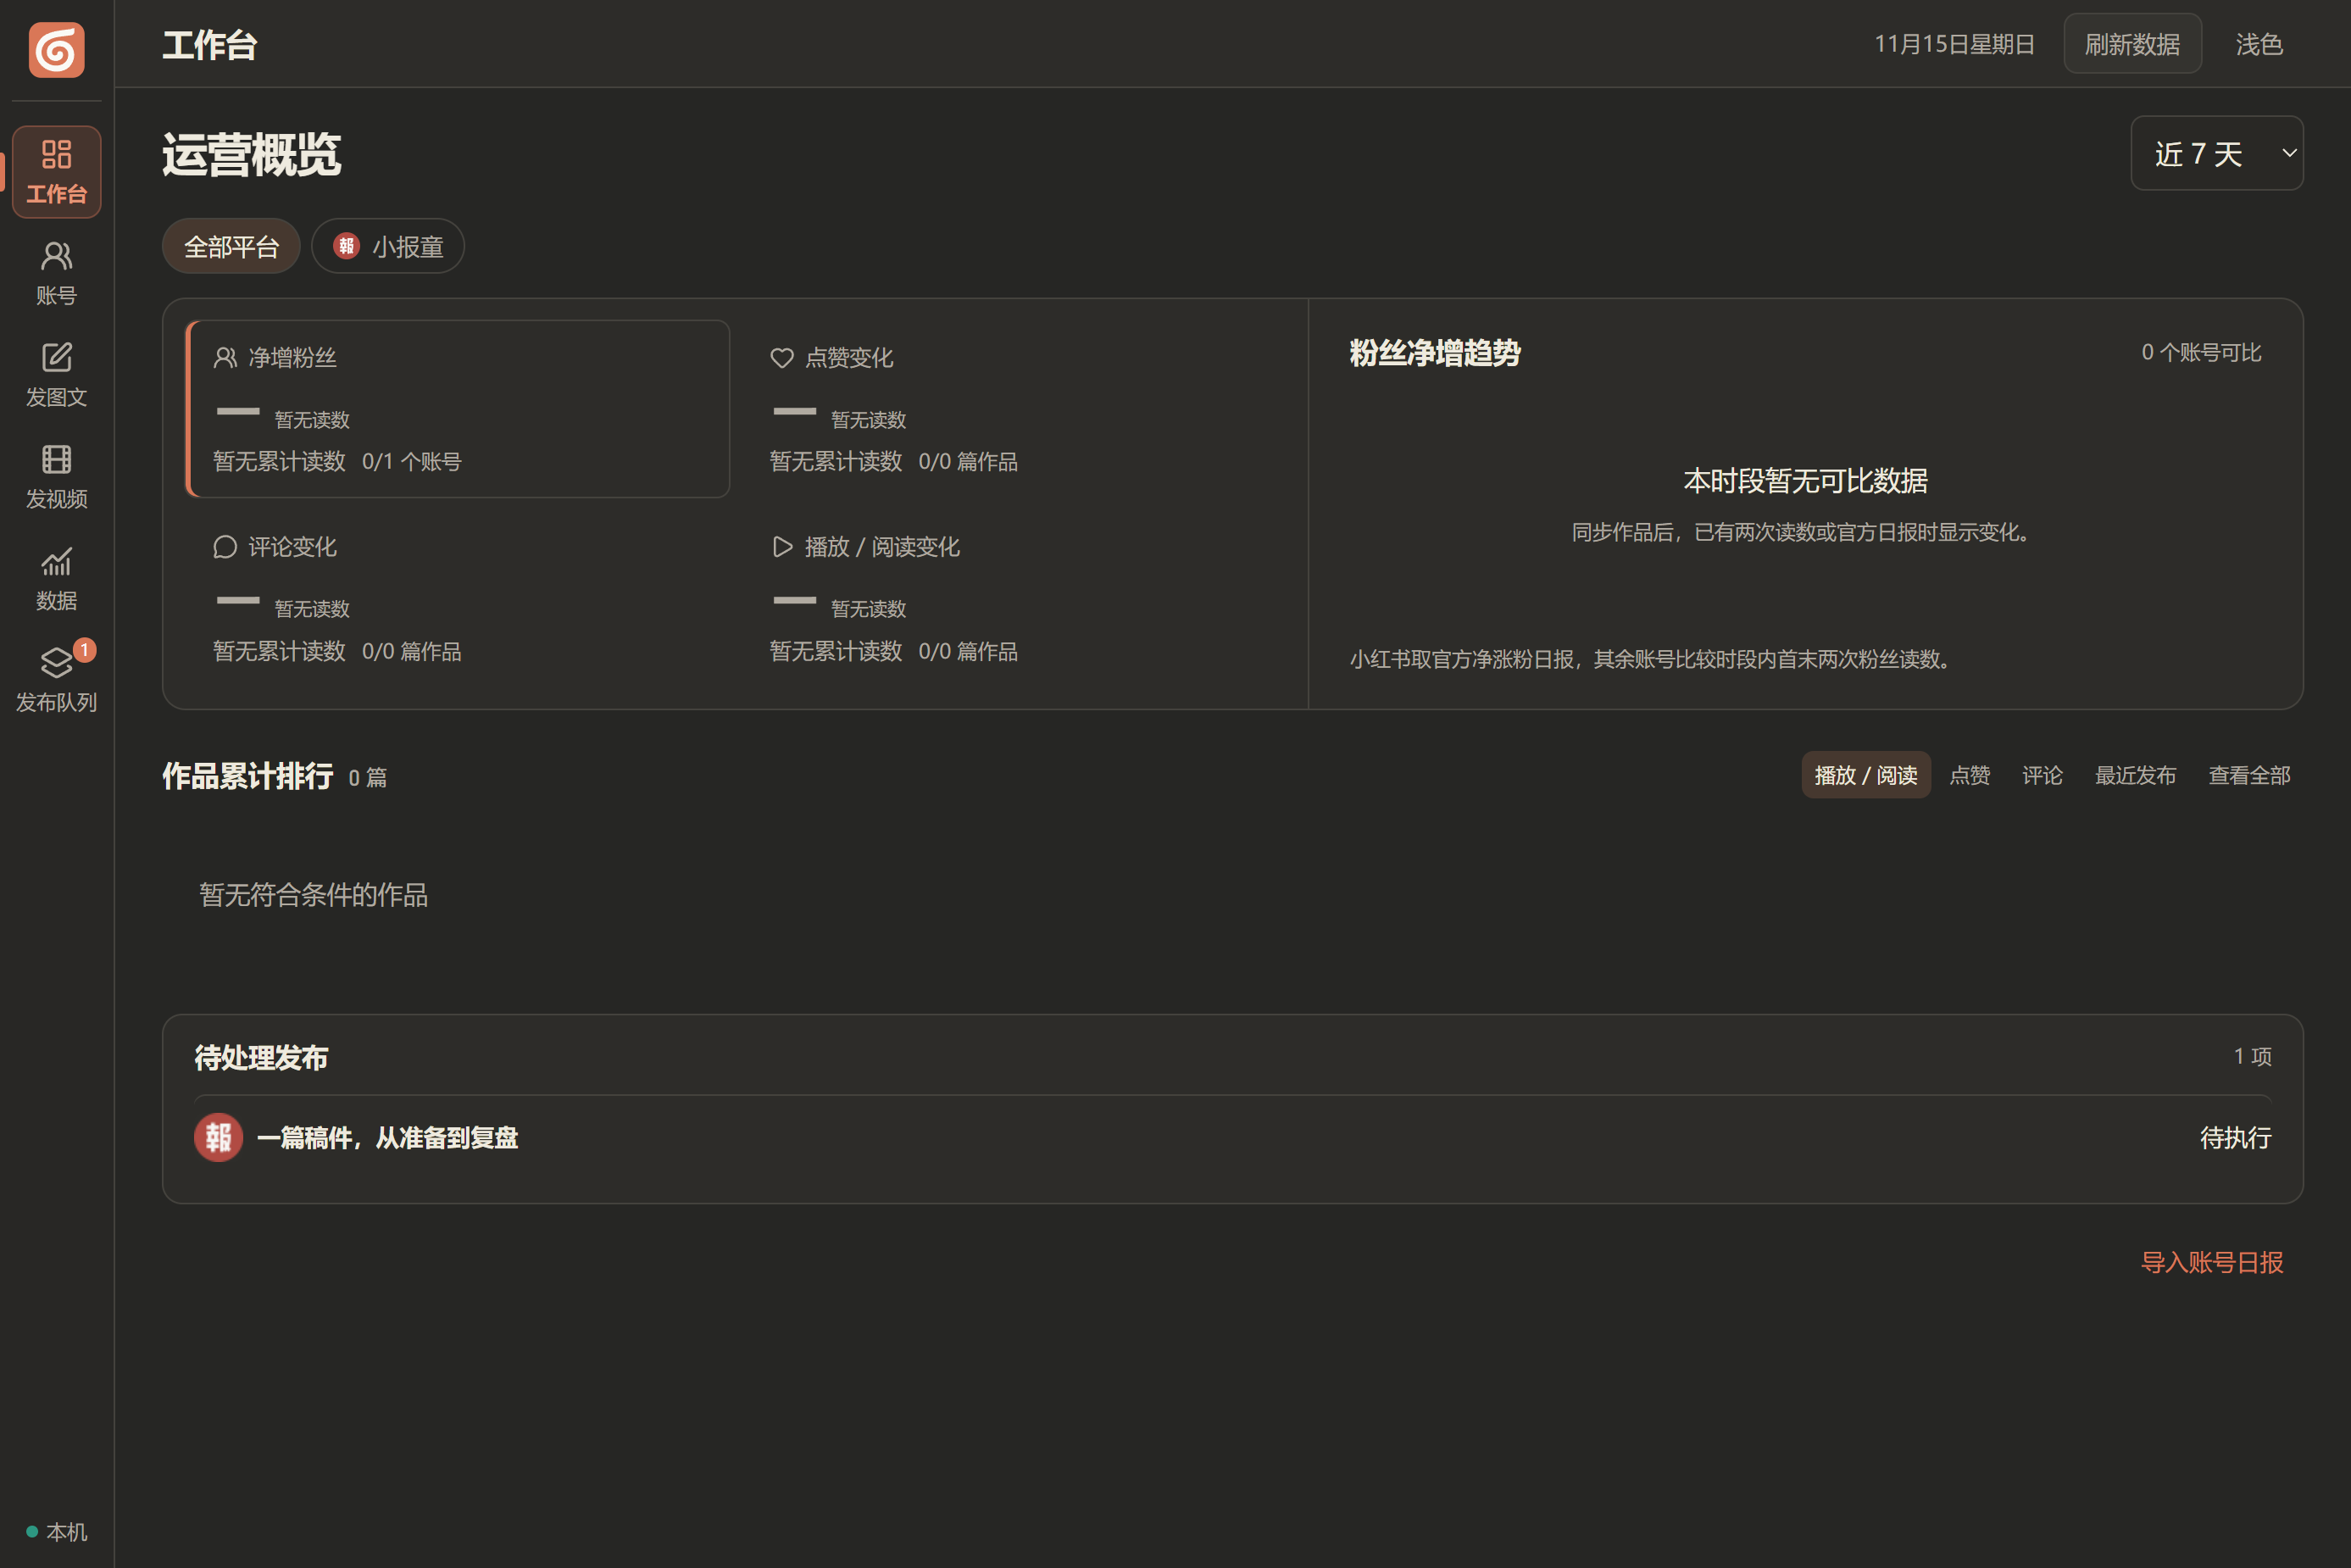 工作台
11月15日星期日
刷新数据
浅色
工作台
账号
发图文
发视频
数据
1
发布队列
本机
运营概览
近 7 天
全部平台
報 小报童
净增粉丝
— 暂无读数
暂无累计读数 0/1 个账号
点赞变化
— 暂无读数
暂无累计读数 0/0 篇作品
评论变化
— 暂无读数
暂无累计读数 0/0 篇作品
播放 / 阅读变化
— 暂无读数
暂无累计读数 0/0 篇作品
粉丝净增趋势
0 个账号可比
本时段暂无可比数据
同步作品后，已有两次读数或官方日报时显示变化。
小红书取官方净涨粉日报，其余账号比较时段内首末两次粉丝读数。
作品累计排行 0 篇
播放 / 阅读
点赞
评论
最近发布
查看全部
暂无符合条件的作品
待处理发布
1 项
報 一篇稿件，从准备到复盘
待执行
导入账号日报